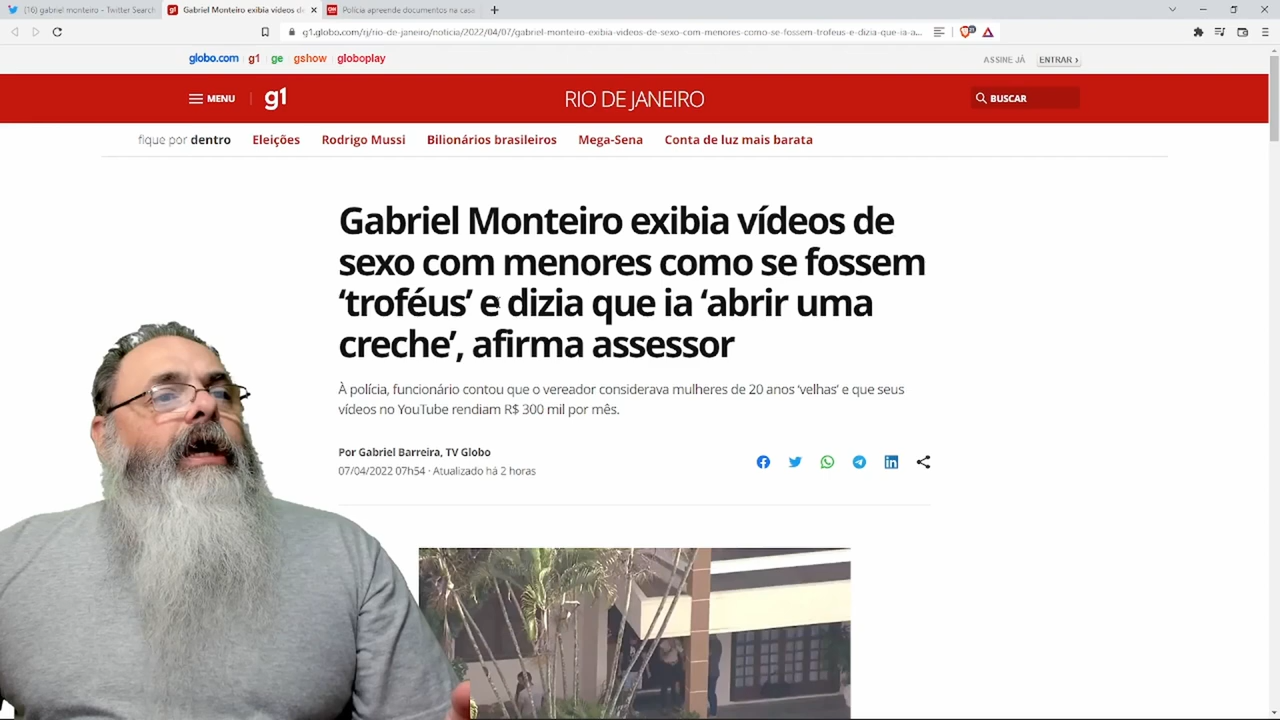 (16) gabriel monteiro - Twitter Search
Gabriel Monteiro exibia vídeos de
Polícia apreende documentos na casa
g1.globo.com/rj/rio-de-janeiro/noticia/2022/04/07/gabriel-monteiro-exibia-videos-de-sexo-com-menores-como-se-fossem-trofeus-e-dizia-que-ia-a...
globo.com g1 ge gshow globoplay
ASSINE JÁ ENTRAR ›
MENU g1 RIO DE JANEIRO BUSCAR
fique por dentro Eleições Rodrigo Mussi Bilionários brasileiros Mega-Sena Conta de luz mais barata
Gabriel Monteiro exibia vídeos de
sexo com menores como se fossem
‘troféus’ e dizia que ia ‘abrir uma
creche’, afirma assessor
À polícia, funcionário contou que o vereador considerava mulheres de 20 anos ‘velhas’ e que seus
vídeos no YouTube rendiam R$ 300 mil por mês.
Por Gabriel Barreira, TV Globo
07/04/2022 07h54 · Atualizado há 2 horas